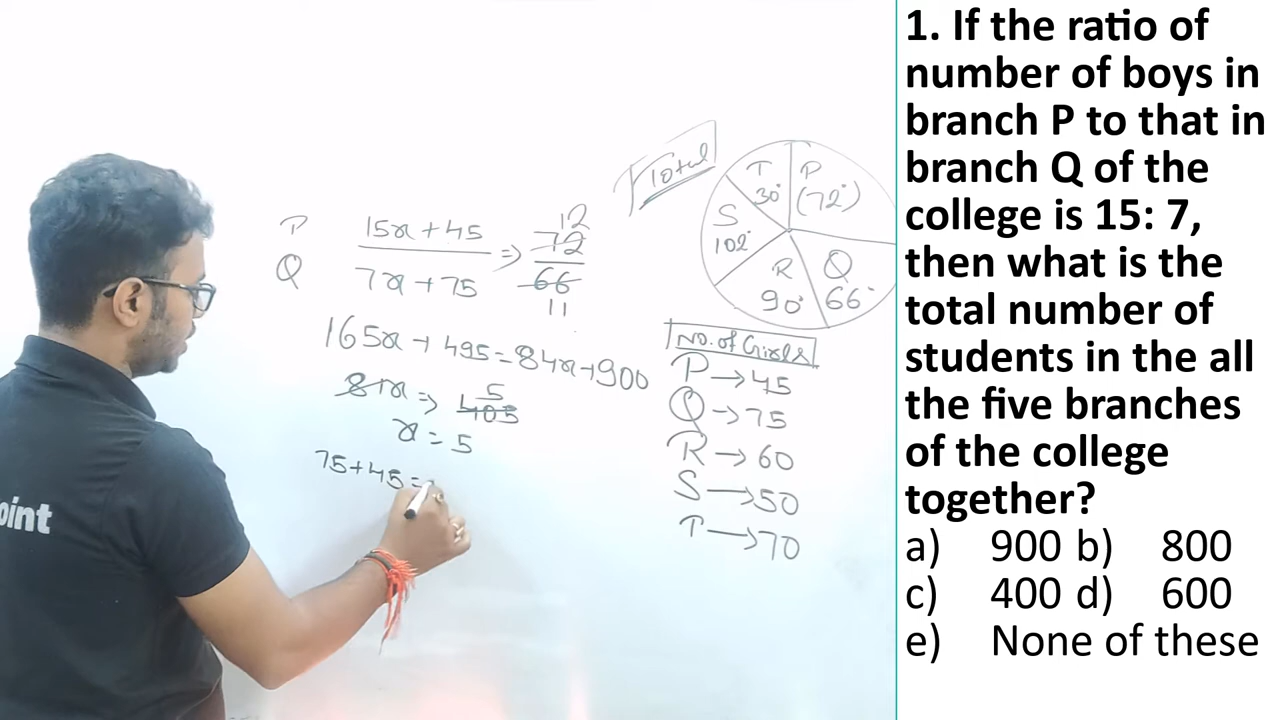 1. If the ratio of
number of boys in
branch P to that in
branch Q of the
college is 15: 7,
then what is the
total number of
students in the all
the five branches
of the college
together?
a) 900 b) 800
c) 400 d) 600
e) None of these
Total
T 30°
P (72°)
S 102°
R 90°
Q 66°
P 15x+45 => 72 12
Q 7x+75 66 11
165x+495=84x+900
81x => 405 5
x=5
75+45=
No. of Girls
P→45
Q→75
R→60
S→50
T→70
oint